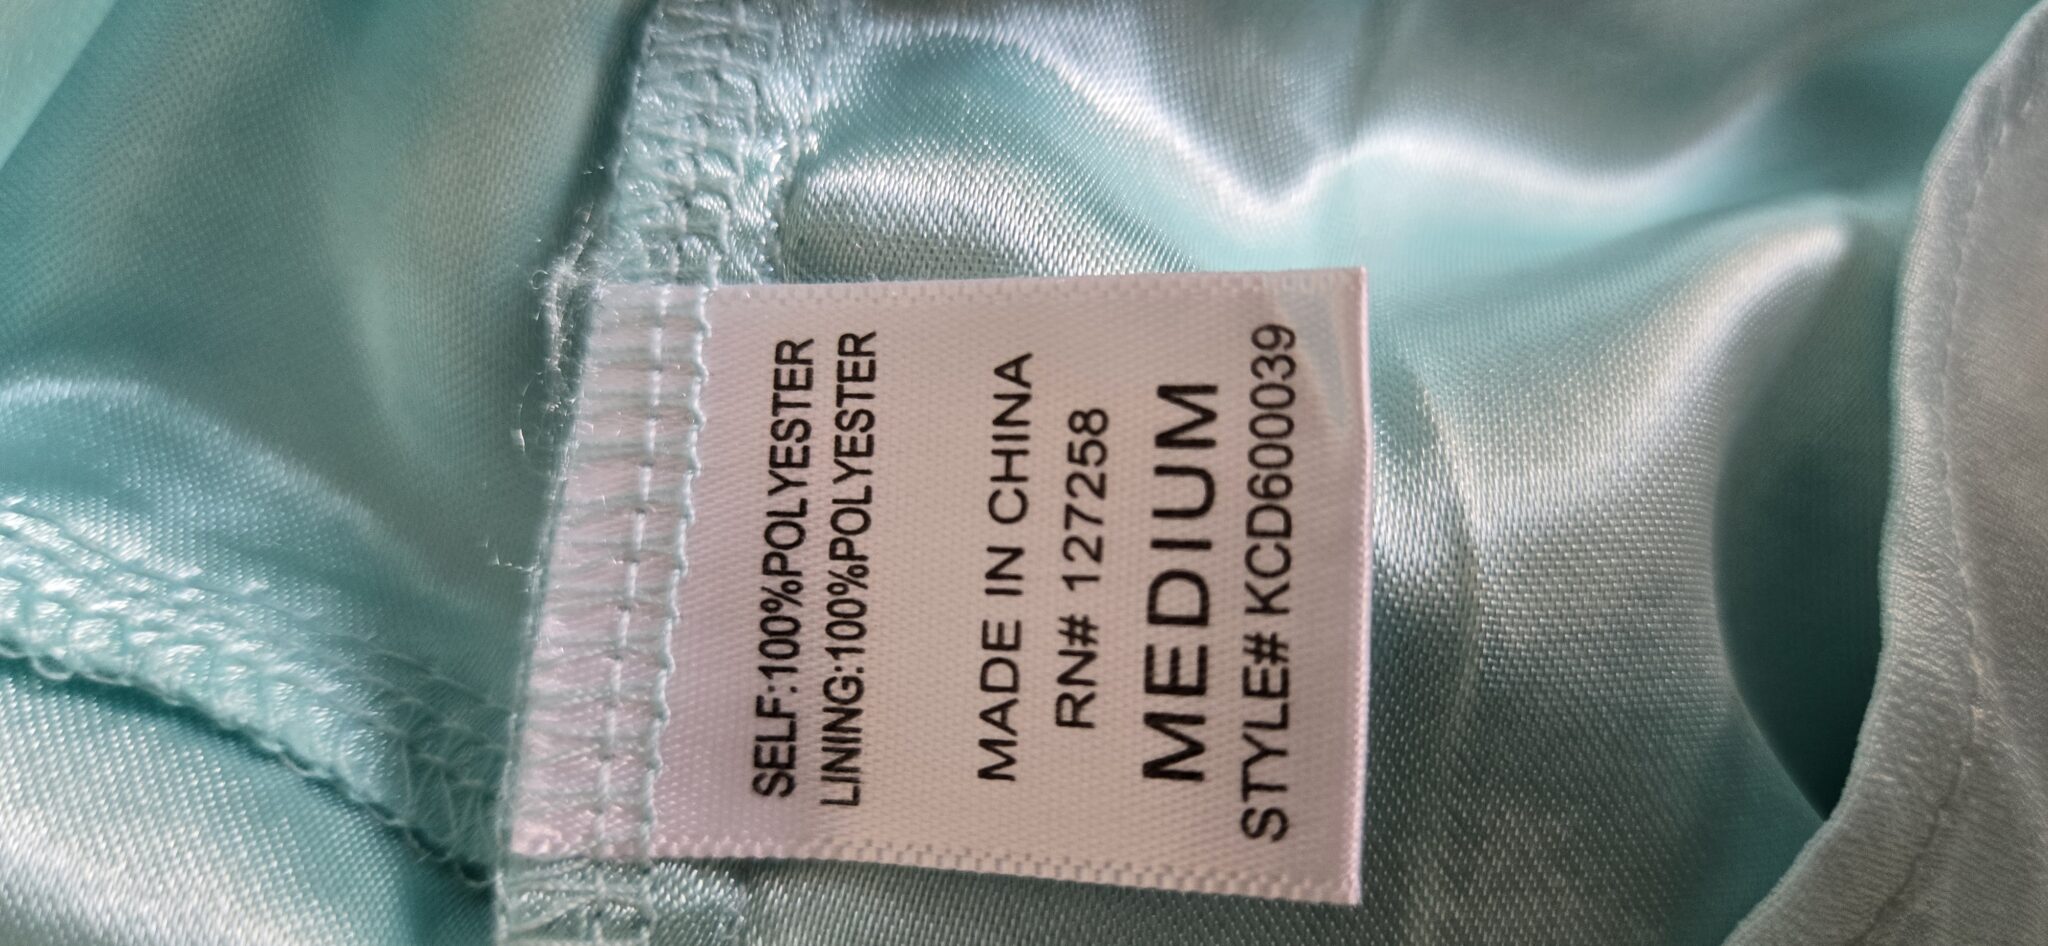 SELF:100%POLYESTER
LINING:100%POLYESTER
MADE IN CHINA
RN# 127258
MEDIUM
STYLE# KCD600039